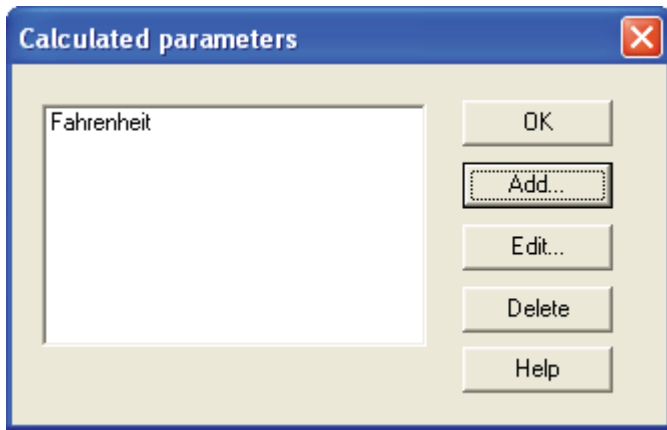 Calculated parameters
Fahrenheit
OK
Add...
Edit...
Delete
Help